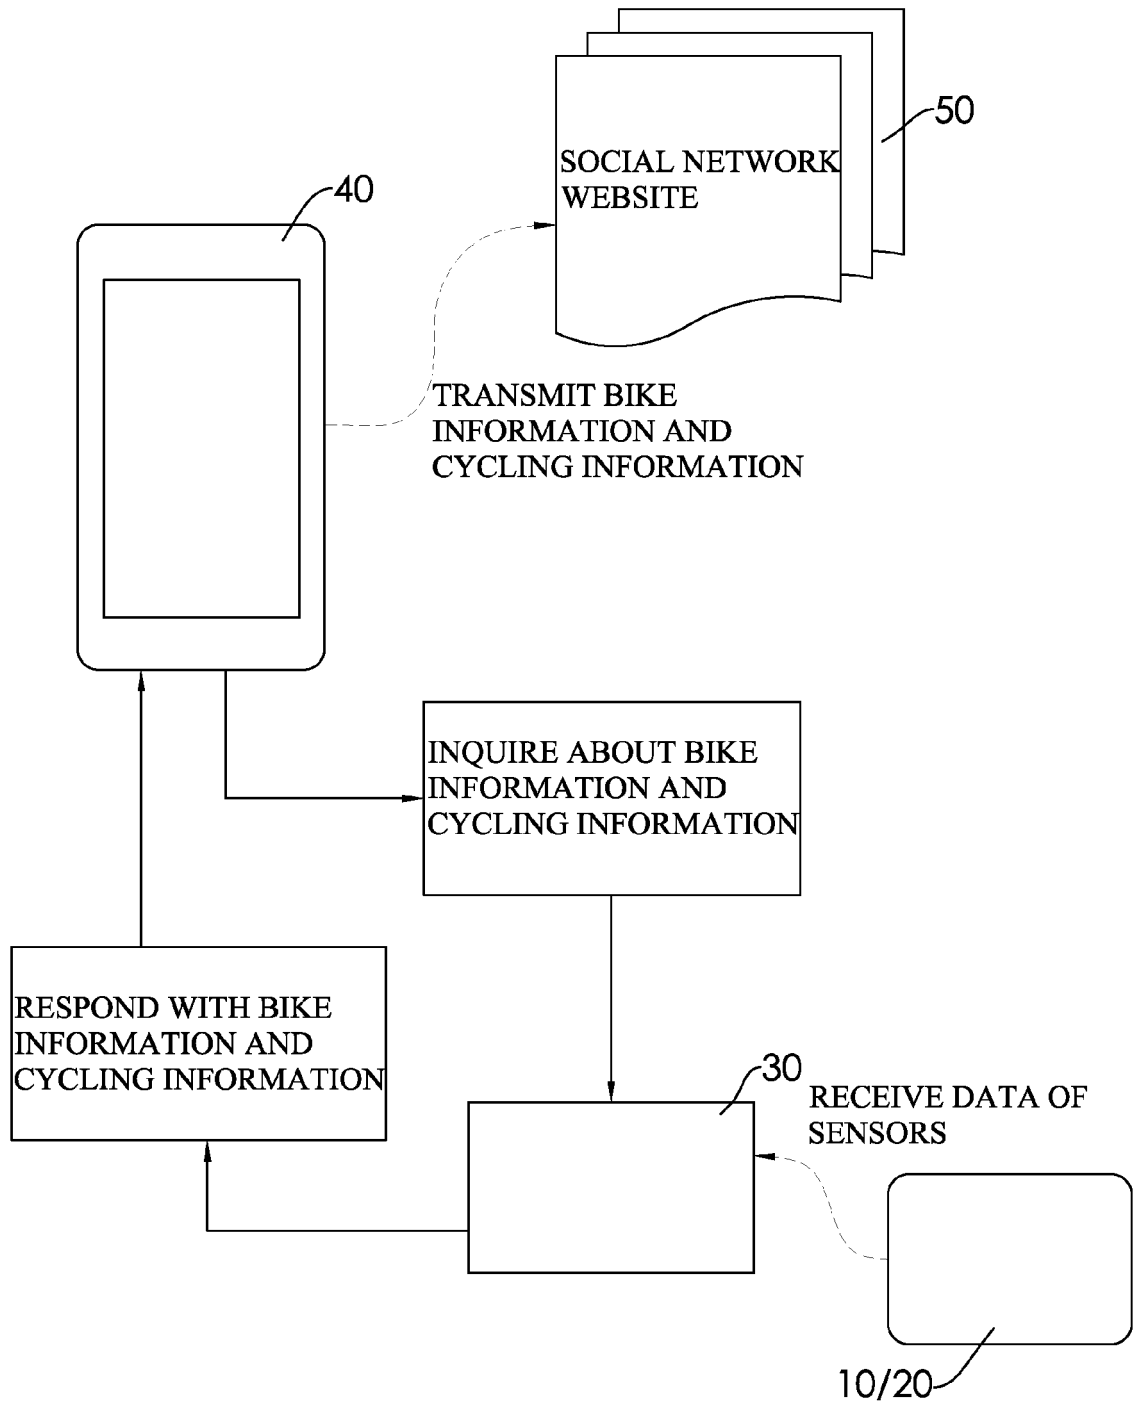 50
SOCIAL NETWORK
WEBSITE
40
TRANSMIT BIKE
INFORMATION AND
CYCLING INFORMATION
INQUIRE ABOUT BIKE
INFORMATION AND
CYCLING INFORMATION
RESPOND WITH BIKE
INFORMATION AND
CYCLING INFORMATION
30
RECEIVE DATA OF
SENSORS
10/20